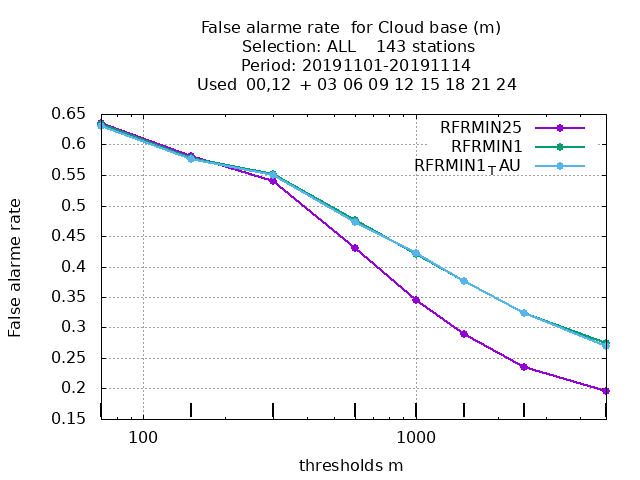 False alarme rate  for Cloud base (m)
Selection: ALL    143 stations
Period: 20191101-20191114
Used  00,12  + 03 06 09 12 15 18 21 24
RFRMIN25
RFRMIN1
RFRMIN1TAU
0.65
0.6
0.55
0.5
0.45
0.4
0.35
0.3
0.25
0.2
0.15
False alarme rate
100 1000
thresholds m